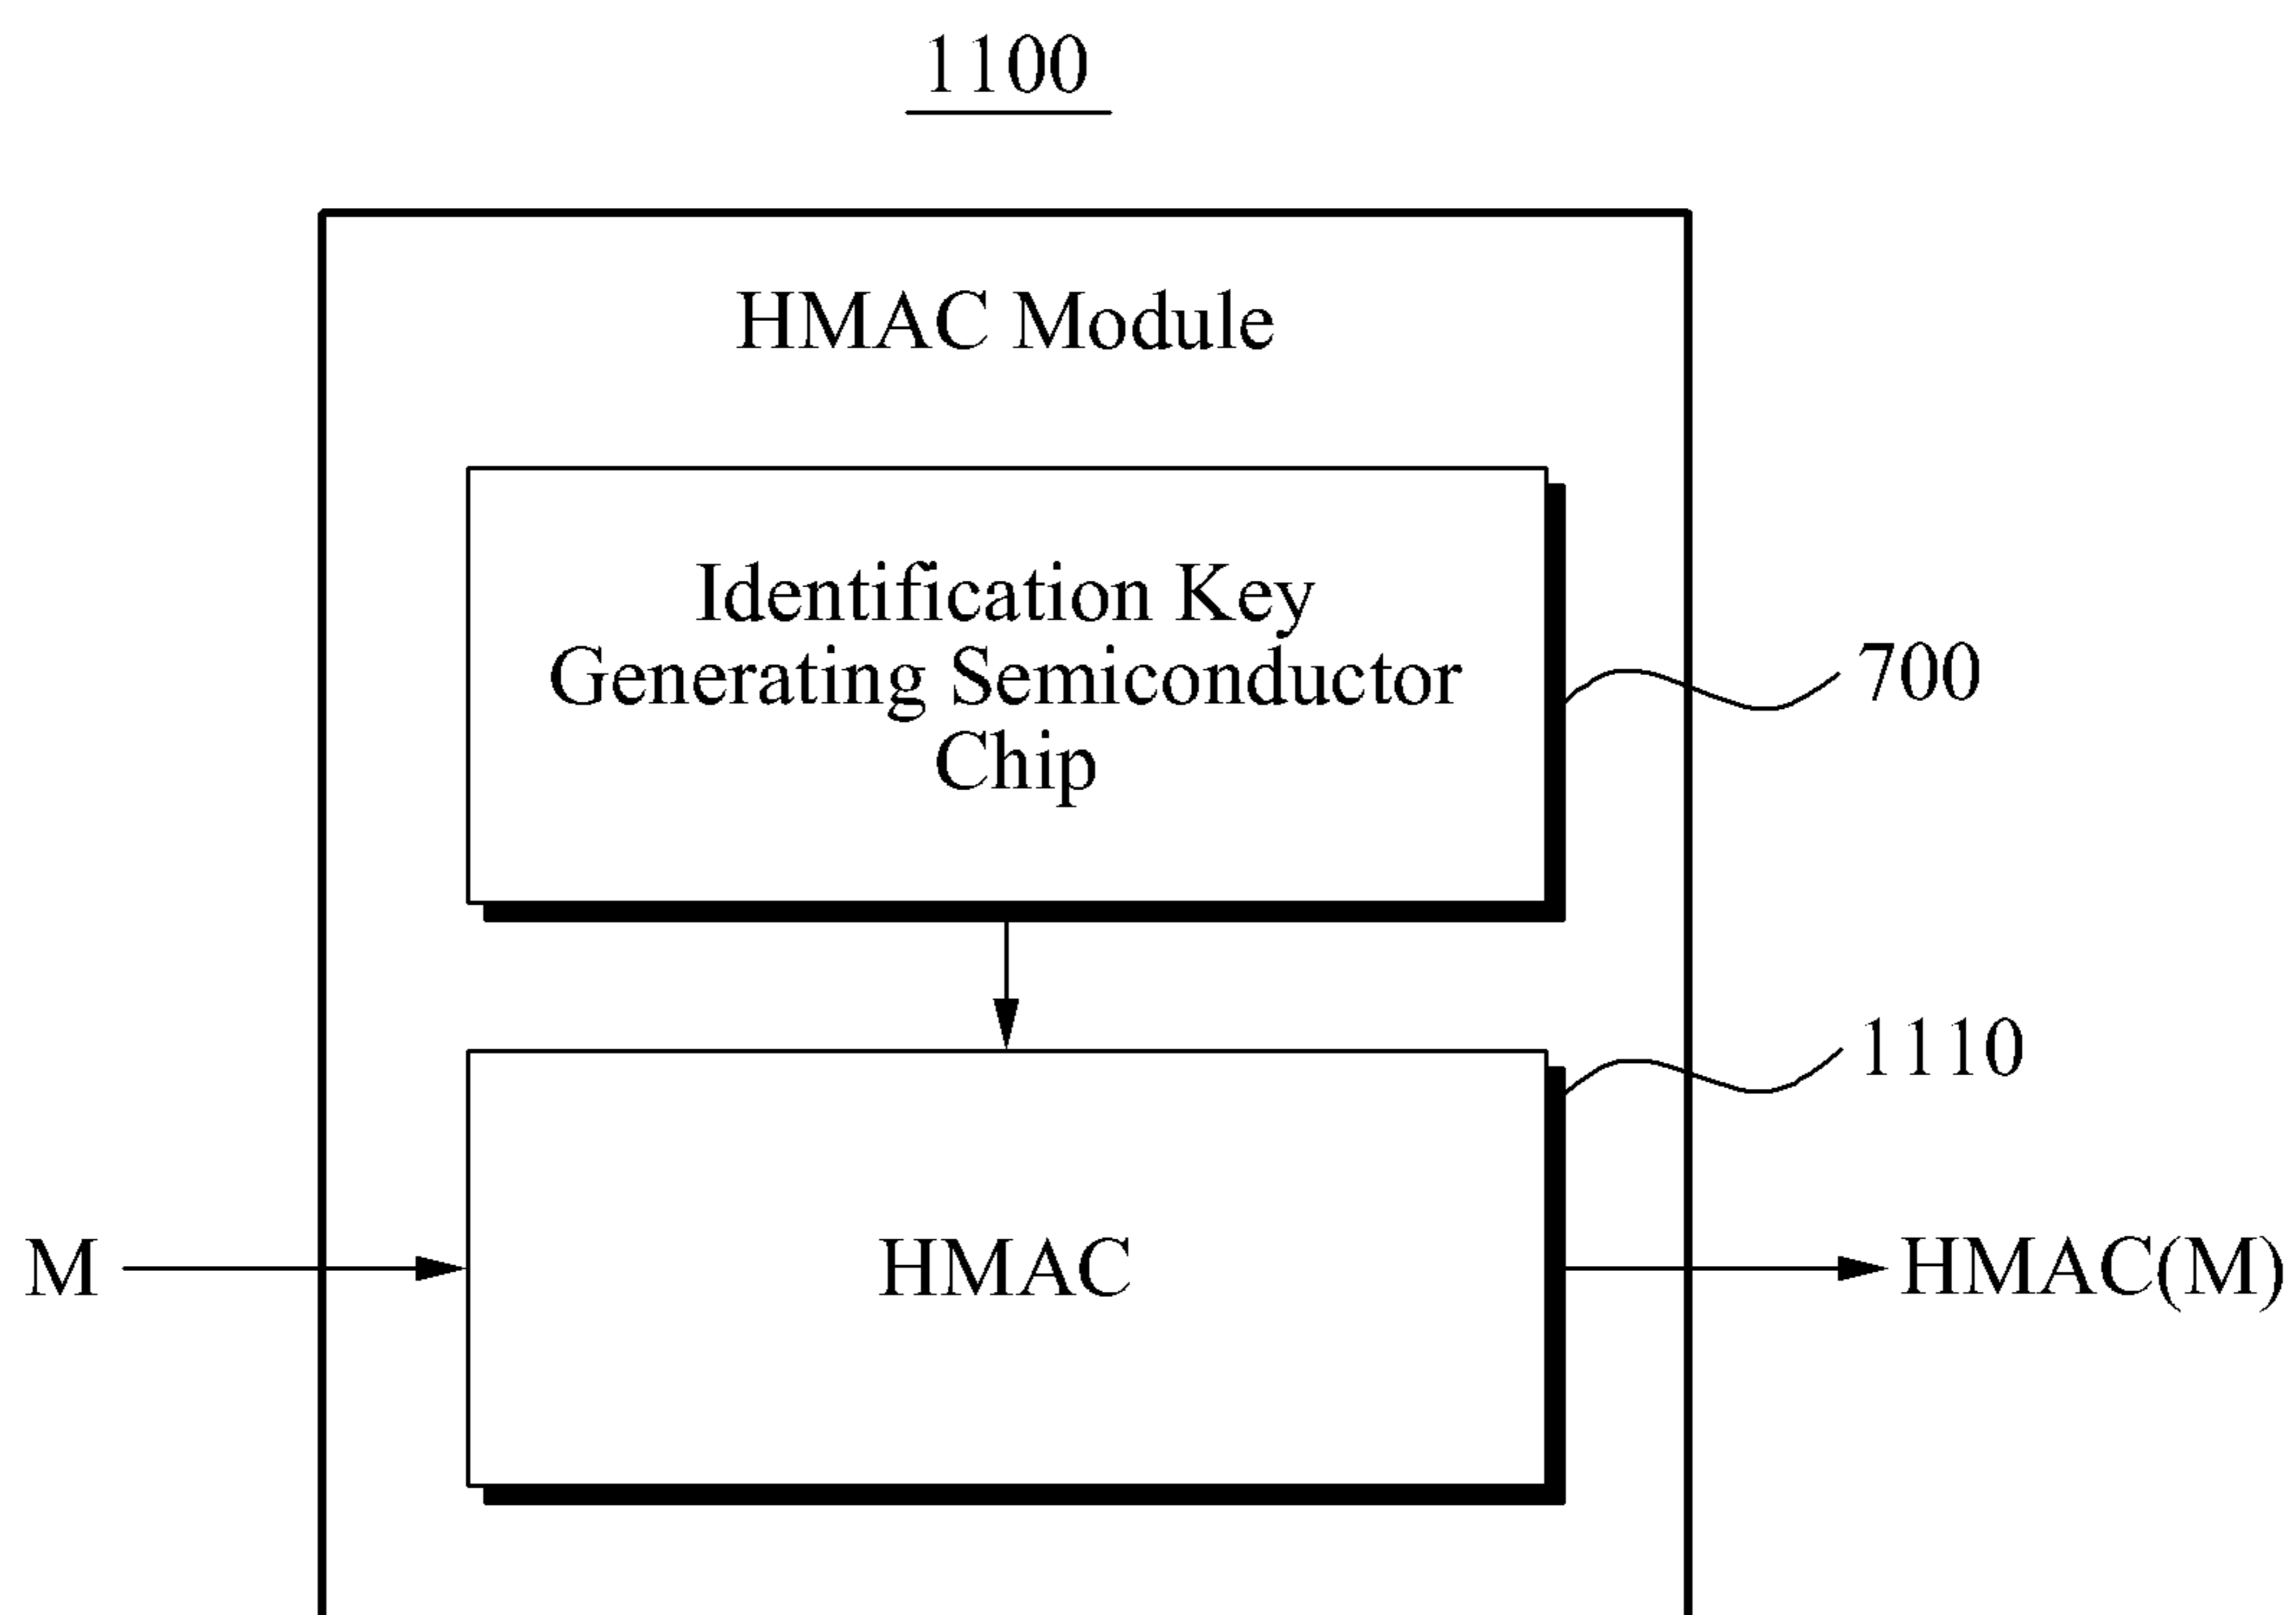 1100
HMAC Module
Identification Key
Generating Semiconductor
Chip
700
1110
M
HMAC
HMAC(M)